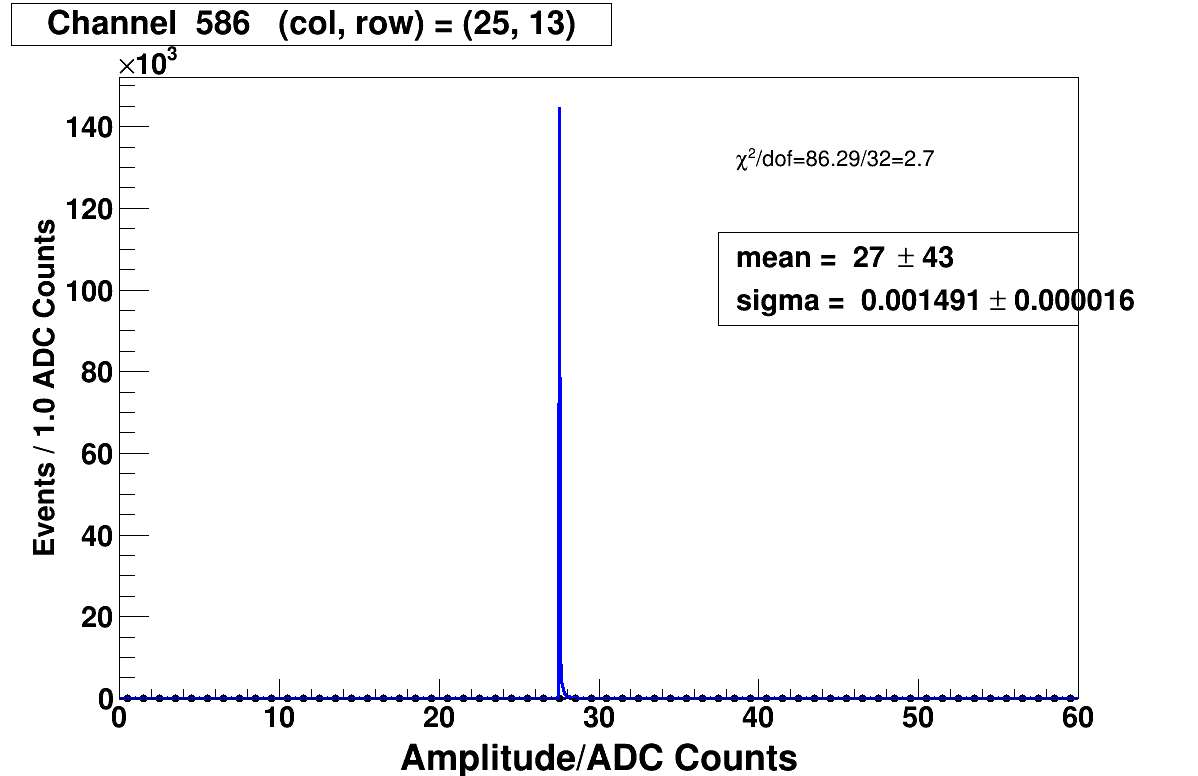 Channel 586 (col, row) = (25, 13)
×10³
140
120
100
80
60
40
20
0
Events / 1.0 ADC Counts
χ²/dof=86.29/32=2.7
mean = 27 ± 43
sigma = 0.001491 ± 0.000016
0 10 20 30 40 50 60
Amplitude/ADC Counts